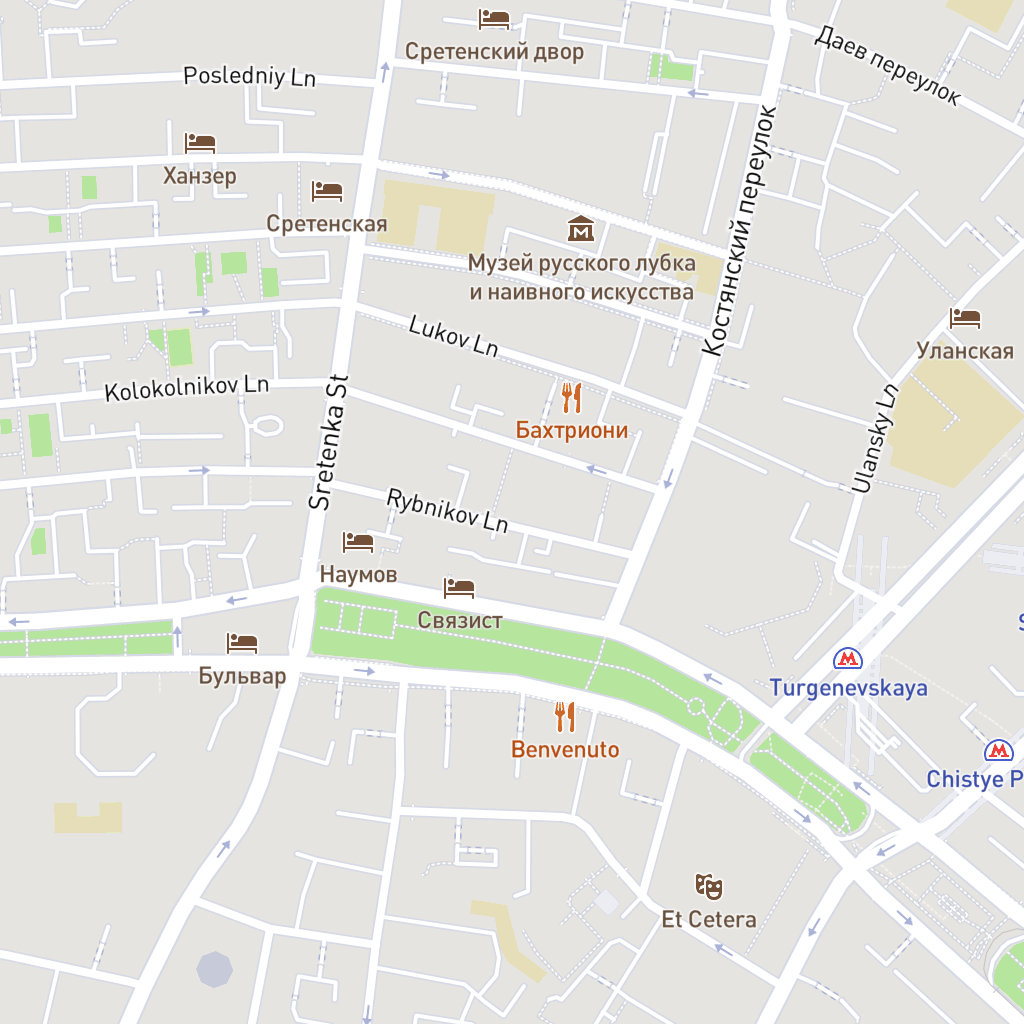 Сретенский двор
Даев переулок
Posledniy Ln
Ханзер
Сретенская
Костянский переулок
Музей русского лубка
и наивного искусства
Lukov Ln
Уланская
Kolokolnikov Ln
Sretenka St
Бахтриони
Ulansky Ln
Rybnikov Ln
Наумов
Связист
S
Бульвар
Turgenevskaya
Benvenuto
Chistye P
Et Cetera